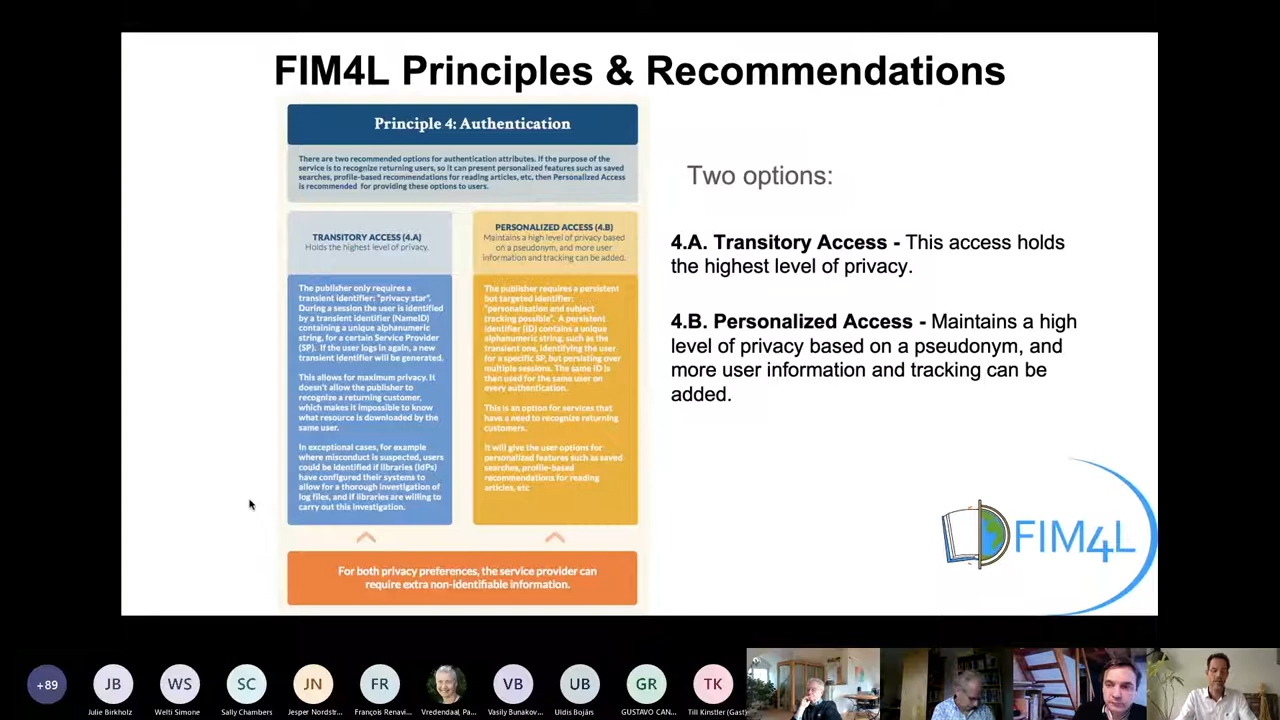 FIM4L Principles & Recommendations
Principle 4: Authentication
There are two recommended options for authentication attributes. If the purpose of the
service is to recognize returning users, so it can present personalized features such as saved
searches, profile-based recommendations for reading articles, etc, then Personalized Access
is recommended for providing these options to users.
TRANSITORY ACCESS (4.A)
Holds the highest level of privacy.
The publisher only requires a
transient identifier: "privacy star".
During a session the user is identified
by a transient identifier (NameID)
containing a unique alphanumeric
string, for a certain Service Provider
(SP). If the user logs in again, a new
transient identifier will be generated.
This allows for maximum privacy. It
doesn't allow the publisher to
recognize a returning customer,
which makes it impossible to know
what resource is downloaded by the
same user.
In exceptional cases, for example
where misconduct is suspected, users
could be identified if libraries (IdPs)
have configured their systems to
allow for a thorough investigation of
log files, and if libraries are willing to
carry out this investigation.
PERSONALIZED ACCESS (4.B)
Maintains a high level of privacy based
on a pseudonym, and more user
information and tracking can be added.
The publisher requires a persistent
but targeted identifier:
"personalisation and subject
tracking possible". A persistent
identifier (ID) contains a unique
alphanumeric string, such as the
transient one, identifying the user
for a specific SP, but persisting over
multiple sessions. The same ID is
then used for the same user on
every authentication.
This is an option for services that
have a need to recognize returning
customers.
It will give the user options for
personalized features such as saved
searches, profile-based
recommendations for reading
articles, etc
For both privacy preferences, the service provider can
require extra non-identifiable information.
Two options:
4.A. Transitory Access - This access holds
the highest level of privacy.
4.B. Personalized Access - Maintains a high
level of privacy based on a pseudonym, and
more user information and tracking can be
added.
FIM4L
+89
JB
WS
SC
JN
FR
VB
UB
GR
TK
Julie Birkholz
Welti Simone
Sally Chambers
Jesper Nordstr...
François Renavi...
Vredendaal, Pa...
Vasily Bunakov...
Uldis Bojārs
GUSTAVO CAN...
Till Kinstler (Gast)